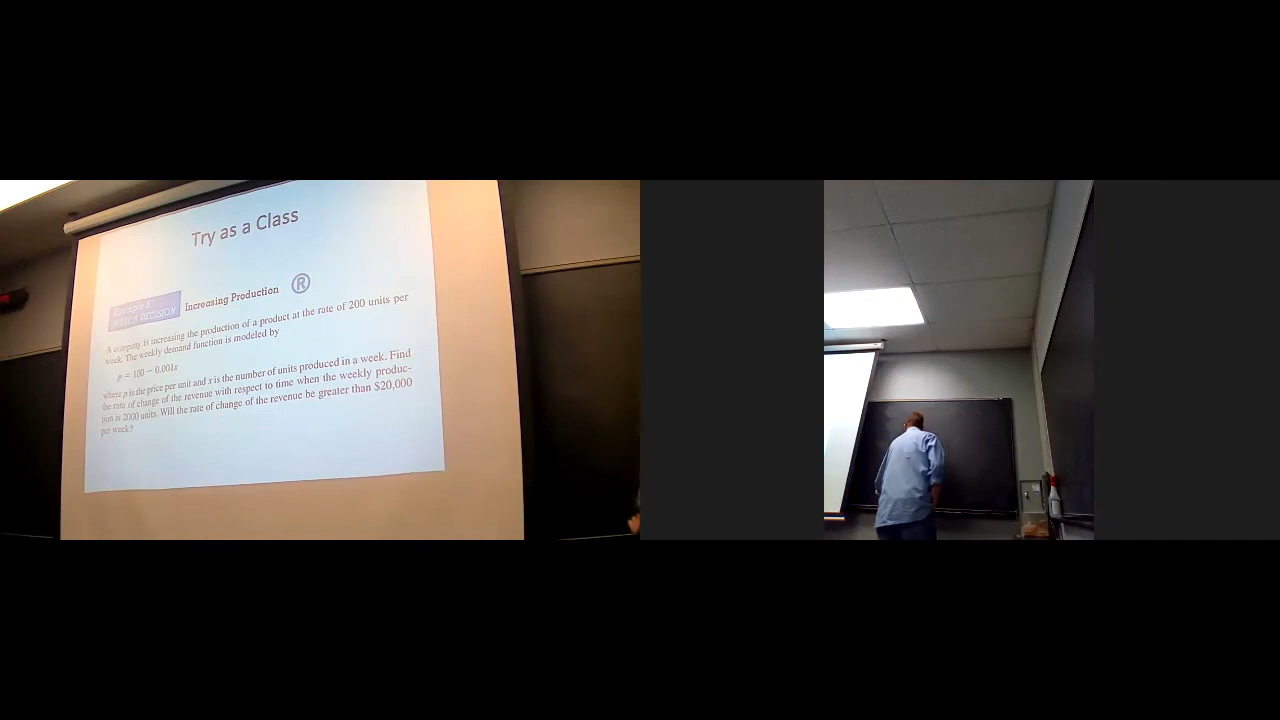 Try as a Class
MAKE A DECISION Increasing Production ®
A company is increasing the production of a product at the rate of 200 units per
week. The weekly demand function is modeled by
p = 100 − 0.001x
where p is the price per unit and x is the number of units produced in a week. Find
the rate of change of the revenue with respect to time when the weekly produc-
tion is 2000 units. Will the rate of change of the revenue be greater than $20,000
per week?